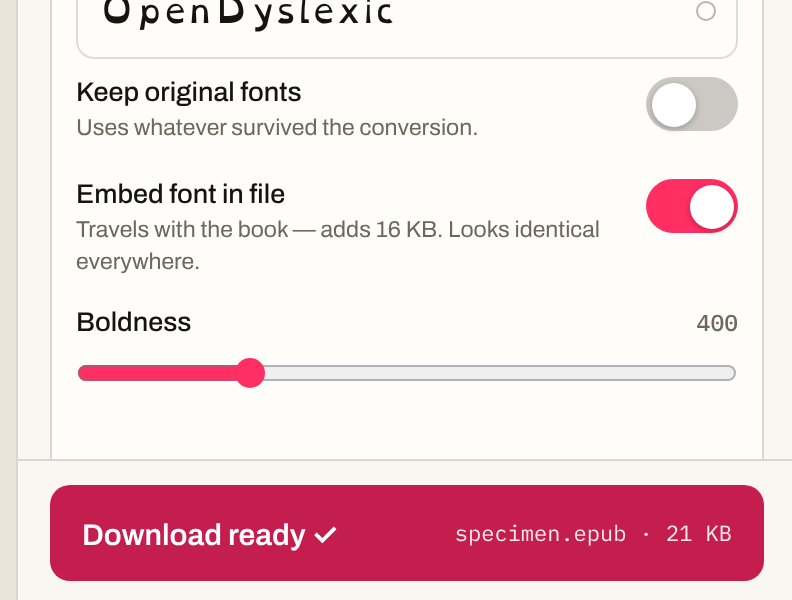 OpenDyslexic
Keep original fonts
Uses whatever survived the conversion.
Embed font in file
Travels with the book — adds 16 KB. Looks identical
everywhere.
Boldness
400
Download ready ✓
specimen.epub · 21 KB